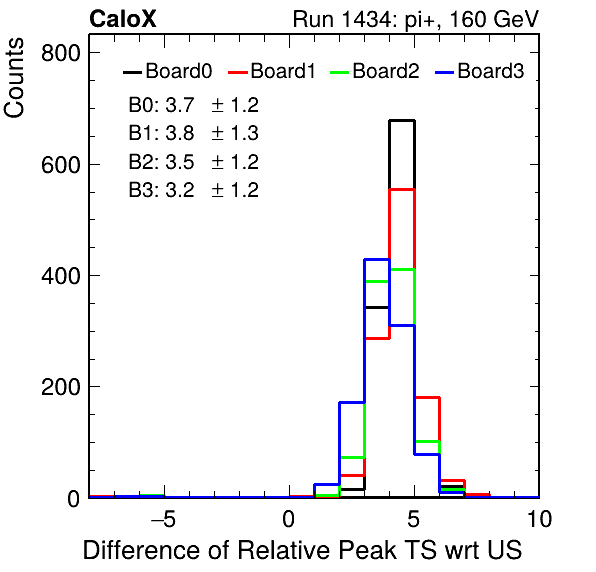 CaloX Run 1434: pi+, 160 GeV
Counts
800
600
400
200
0
Board0 Board1 Board2 Board3
B0: 3.7 ± 1.2
B1: 3.8 ± 1.3
B2: 3.5 ± 1.2
B3: 3.2 ± 1.2
−5 0 5 10
Difference of Relative Peak TS wrt US